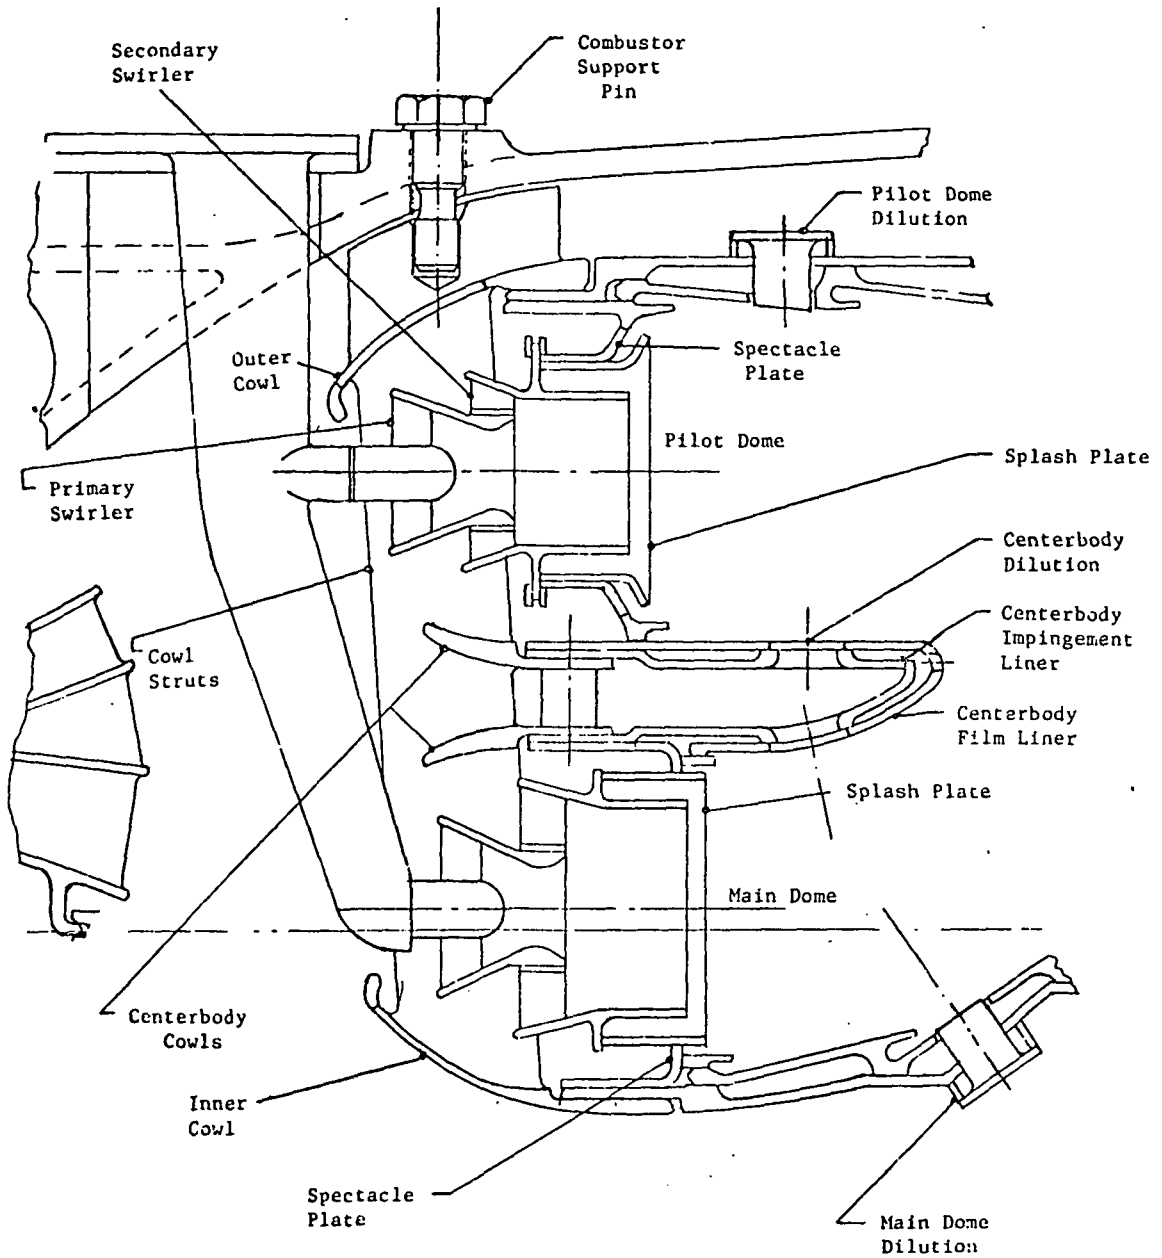 Secondary
Swirler
Combustor
Support
Pin
Pilot Dome
Dilution
Outer
Cowl
Spectacle
Plate
Pilot Dome
Splash Plate
Primary
Swirler
Centerbody
Dilution
Centerbody
Impingement
Liner
Cowl
Struts
Centerbody
Film Liner
Splash Plate
Main Dome
Centerbody
Cowls
Inner
Cowl
Spectacle
Plate
Main Dome
Dilution